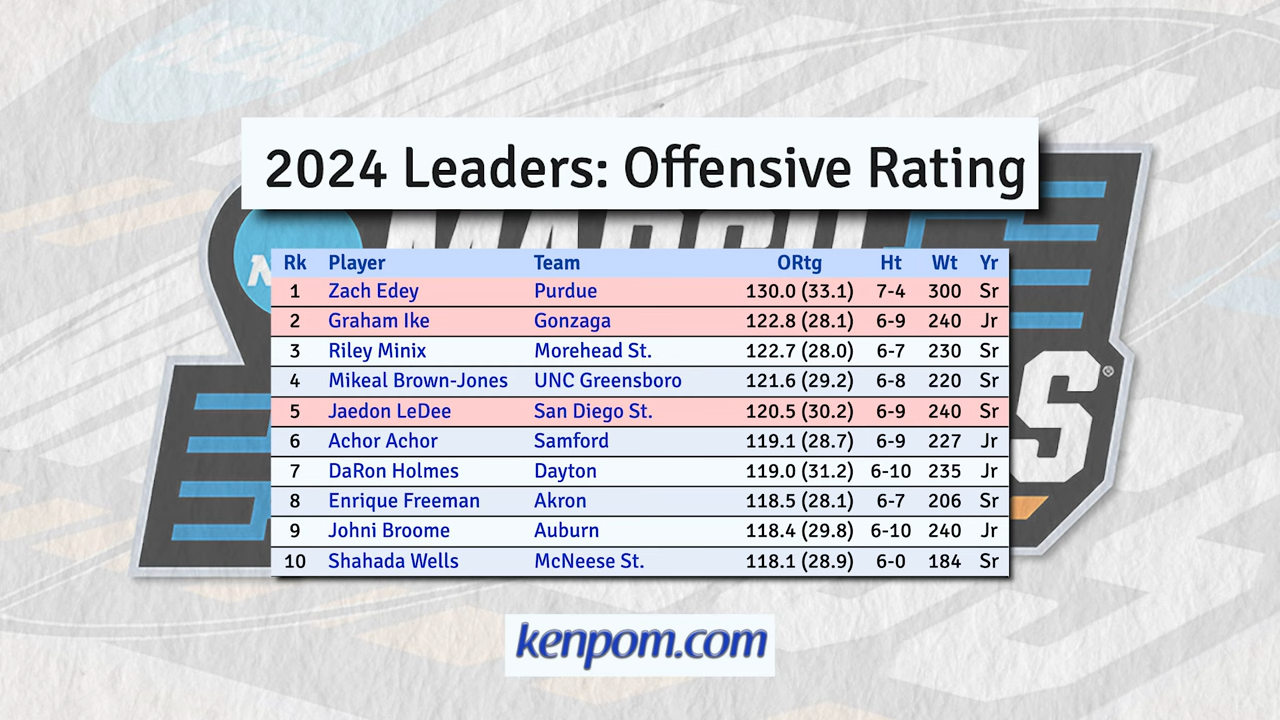 2024 Leaders: Offensive Rating
Rk Player Team ORtg Ht Wt Yr
1 Zach Edey Purdue 130.0 (33.1) 7-4 300 Sr
2 Graham Ike Gonzaga 122.8 (28.1) 6-9 240 Jr
3 Riley Minix Morehead St. 122.7 (28.0) 6-7 230 Sr
4 Mikeal Brown-Jones UNC Greensboro 121.6 (29.2) 6-8 220 Sr
5 Jaedon LeDee San Diego St. 120.5 (30.2) 6-9 240 Sr
6 Achor Achor Samford 119.1 (28.7) 6-9 227 Jr
7 DaRon Holmes Dayton 119.0 (31.2) 6-10 235 Jr
8 Enrique Freeman Akron 118.5 (28.1) 6-7 206 Sr
9 Johni Broome Auburn 118.4 (29.8) 6-10 240 Jr
10 Shahada Wells McNeese St. 118.1 (28.9) 6-0 184 Sr
kenpom.com